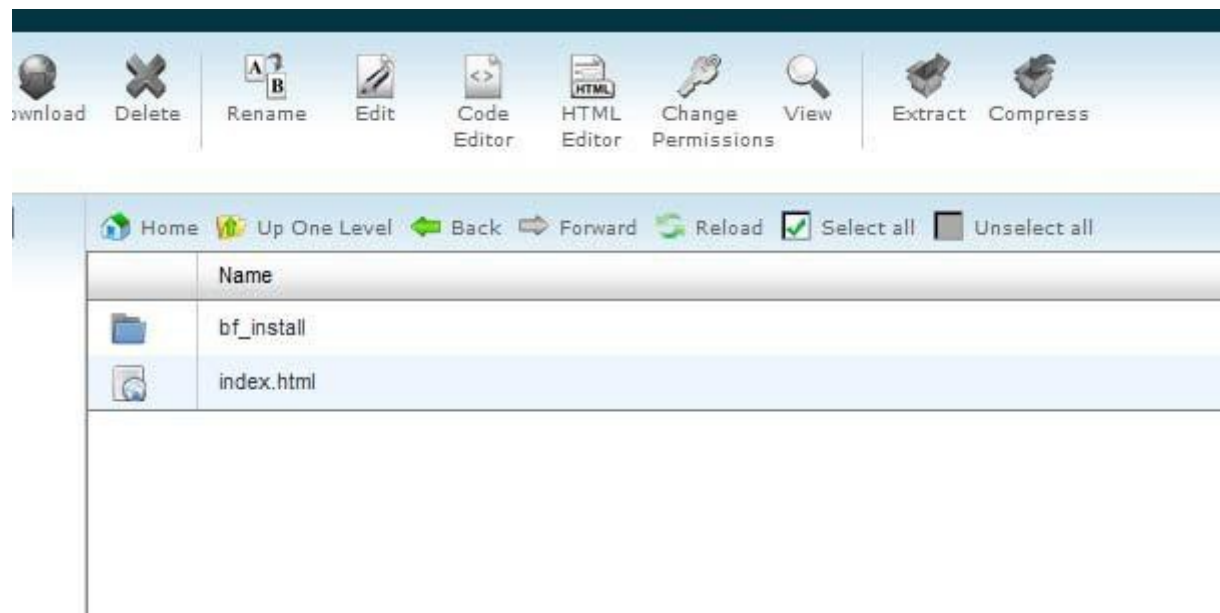 ownload Delete Rename Edit Code Editor HTML Editor Change Permissions View Extract Compress
Home Up One Level Back Forward Reload Select all Unselect all
Name
bf_install
index.html